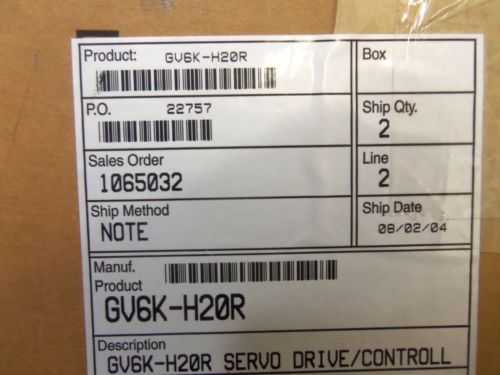 Product: GV6K-H20R
Box
P.O. 22757
Ship Qty.
2
Sales Order
1065032
Line
2
Ship Method
NOTE
Ship Date
08/02/04
Manuf.
Product
GV6K-H20R
Description
GV6K-H20R SERVO DRIVE/CONTROLL